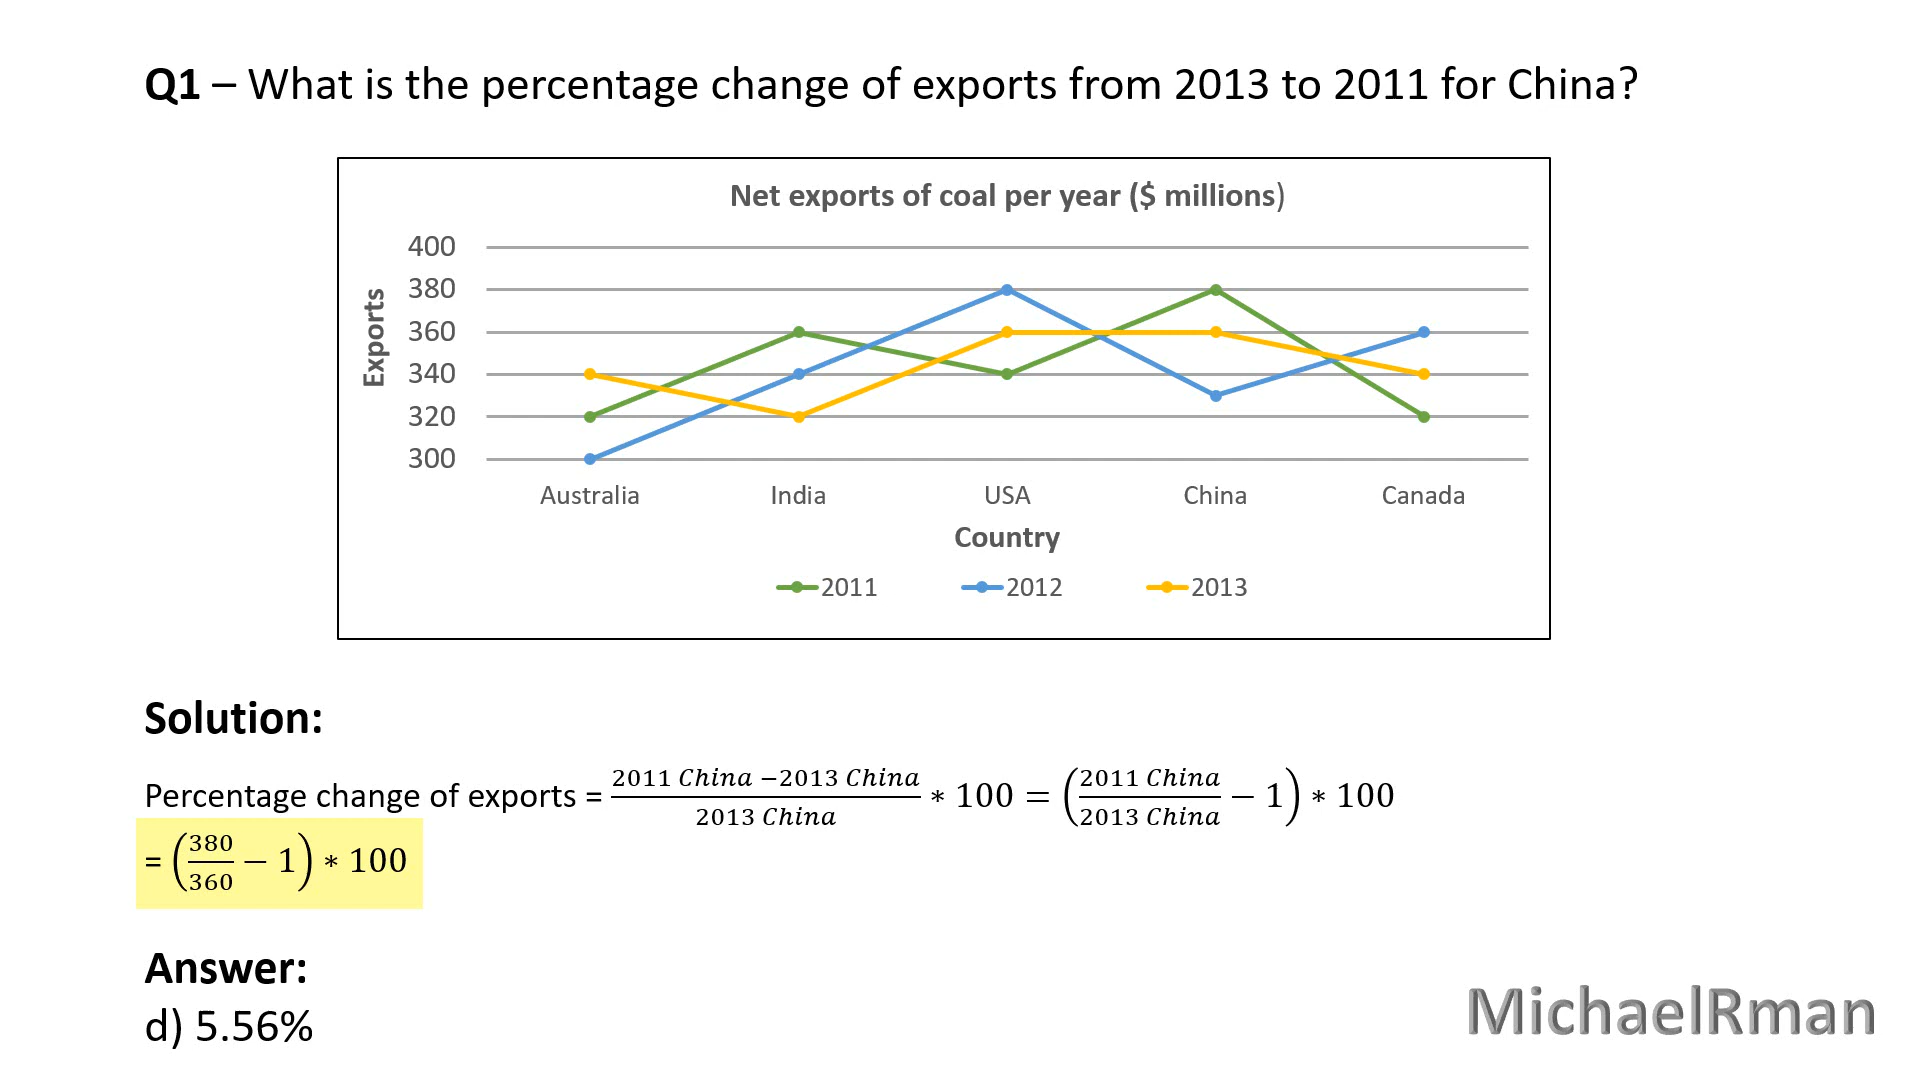 Q1 – What is the percentage change of exports from 2013 to 2011 for China?
Net exports of coal per year ($ millions)
Exports
400
380
360
340
320
300
Australia India USA China Canada
Country
2011 2012 2013
Solution:
Percentage change of exports = \frac{2011 China −2013 China}{2013 China} ∗ 100 = (\frac{2011 China}{2013 China} − 1) ∗ 100
= (\frac{380}{360} − 1) ∗ 100
Answer:
d) 5.56%
MichaelRman